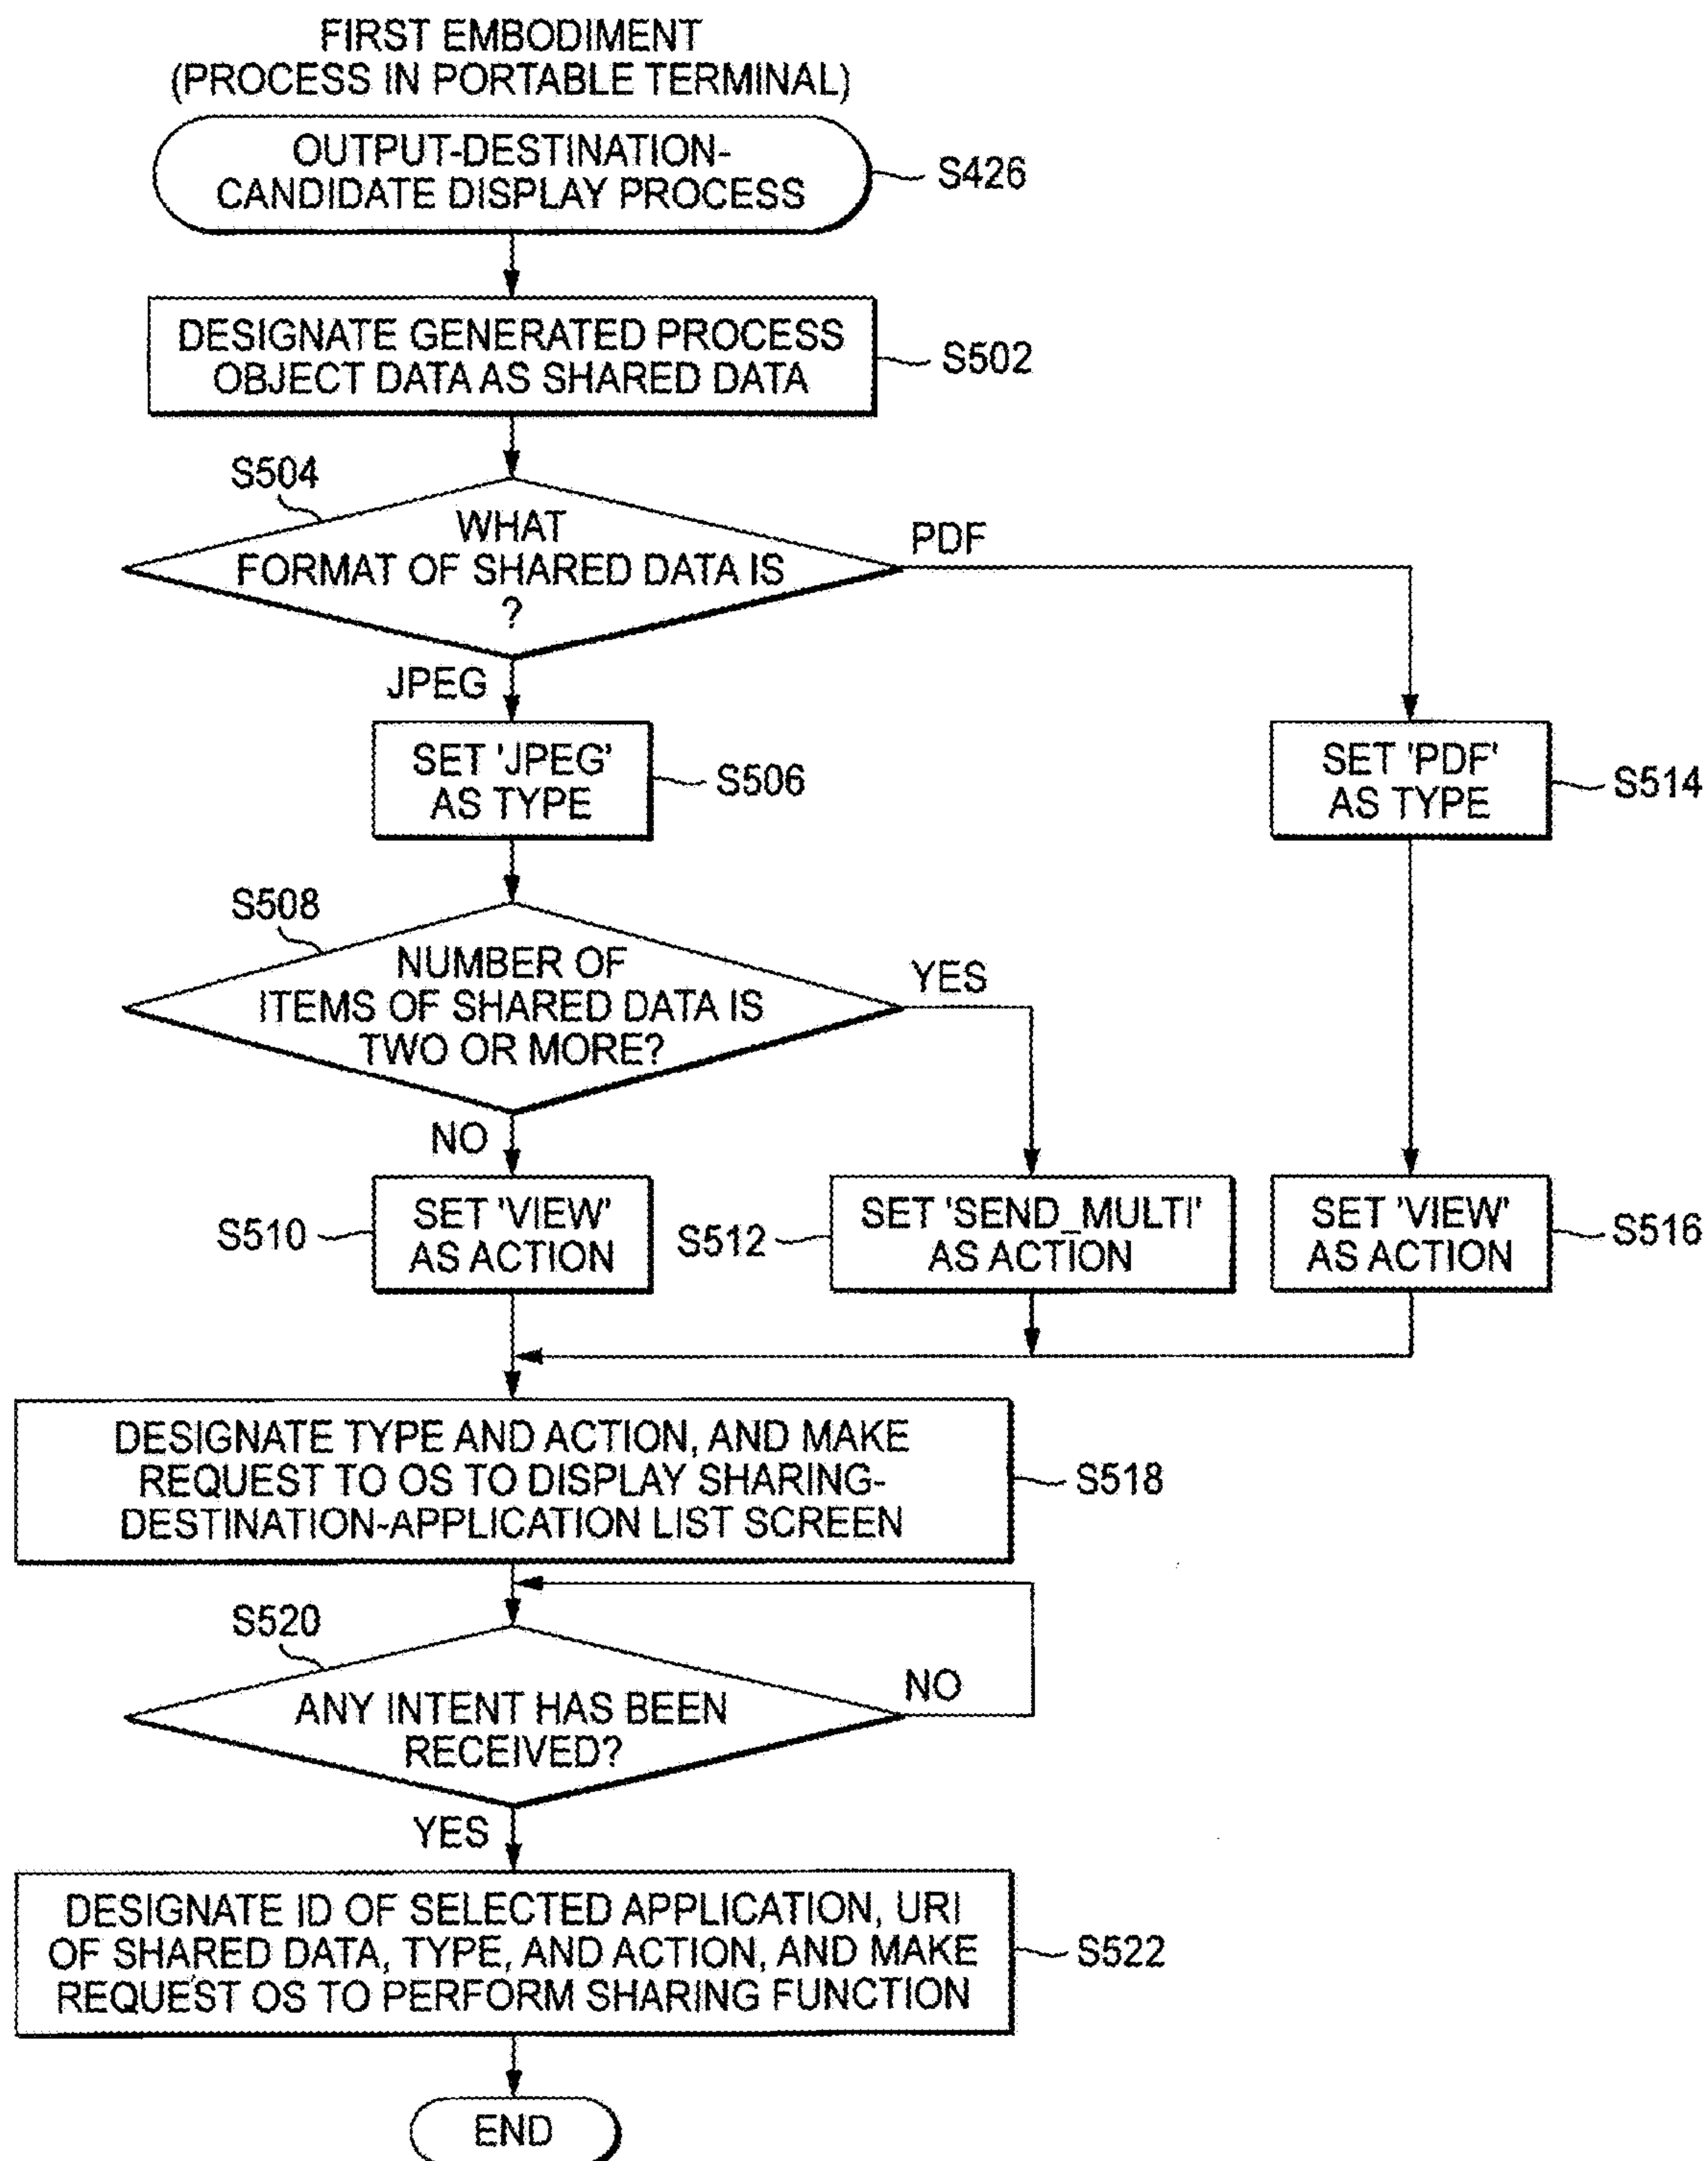 FIRST EMBODIMENT
(PROCESS IN PORTABLE TERMINAL)
OUTPUT-DESTINATION-
CANDIDATE DISPLAY PROCESS
S426
DESIGNATE GENERATED PROCESS
OBJECT DATA AS SHARED DATA
S502
S504
WHAT
FORMAT OF SHARED DATA IS
?
PDF
JPEG
SET 'JPEG'
AS TYPE
S506
SET 'PDF'
AS TYPE
S514
S508
NUMBER OF
ITEMS OF SHARED DATA IS
TWO OR MORE?
YES
NO
S510
SET 'VIEW'
AS ACTION
S512
SET 'SEND_MULTI'
AS ACTION
SET 'VIEW'
AS ACTION
S516
DESIGNATE TYPE AND ACTION, AND MAKE
REQUEST TO OS TO DISPLAY SHARING-
DESTINATION-APPLICATION LIST SCREEN
S518
S520
ANY INTENT HAS BEEN
RECEIVED?
NO
YES
DESIGNATE ID OF SELECTED APPLICATION, URI
OF SHARED DATA, TYPE, AND ACTION, AND MAKE
REQUEST OS TO PERFORM SHARING FUNCTION
S522
END